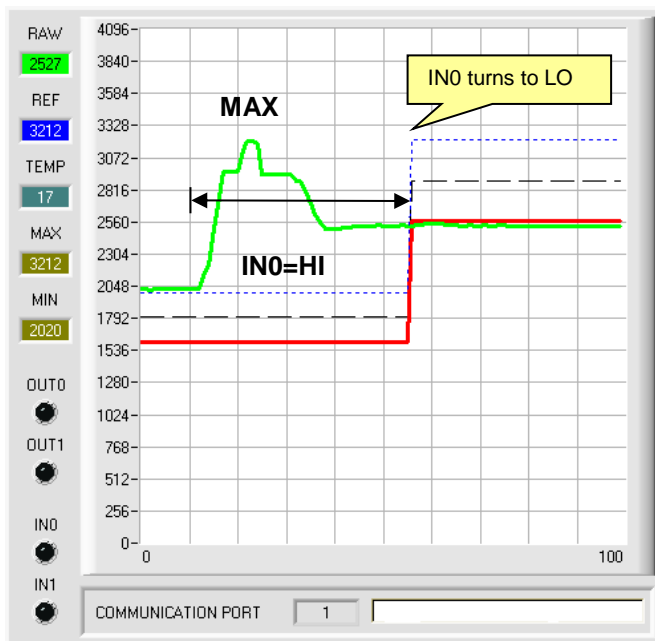 RAW
2527
REF
3212
TEMP
17
MAX
3212
MIN
2020
OUT0
OUT1
IN0
IN1
4096
3840
3584
3328
3072
2816
2560
2304
2048
1792
1536
1280
1024
768
512
256
0
0
100
IN0 turns to LO
MAX
IN0=HI
COMMUNICATION PORT
1